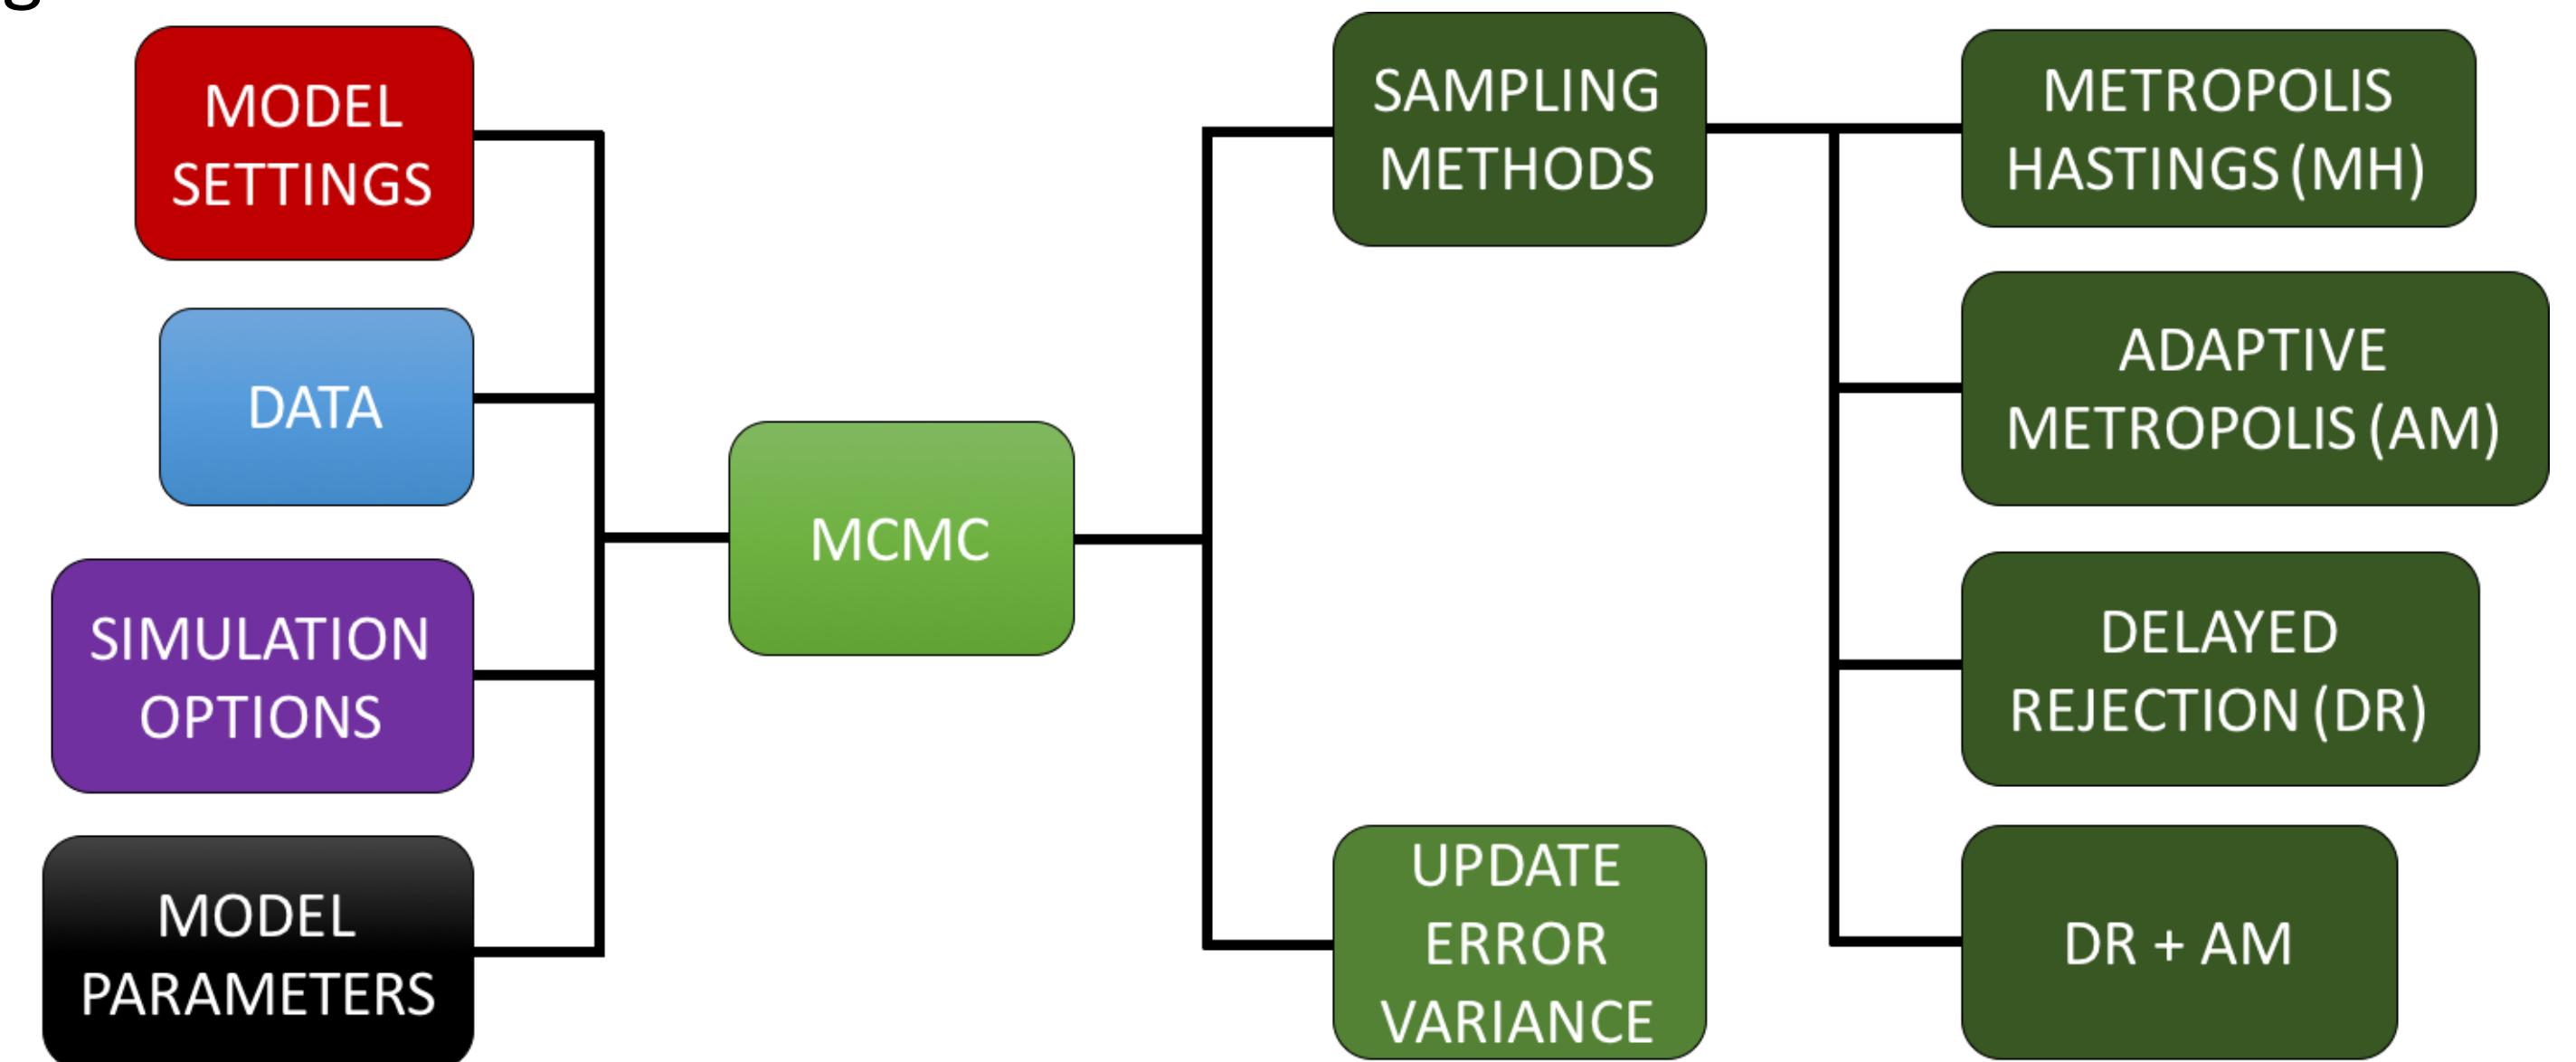 MODEL
SETTINGS
DATA
SIMULATION
OPTIONS
MODEL
PARAMETERS
MCMC
SAMPLING
METHODS
UPDATE
ERROR
VARIANCE
METROPOLIS
HASTINGS (MH)
ADAPTIVE
METROPOLIS (AM)
DELAYED
REJECTION (DR)
DR + AM